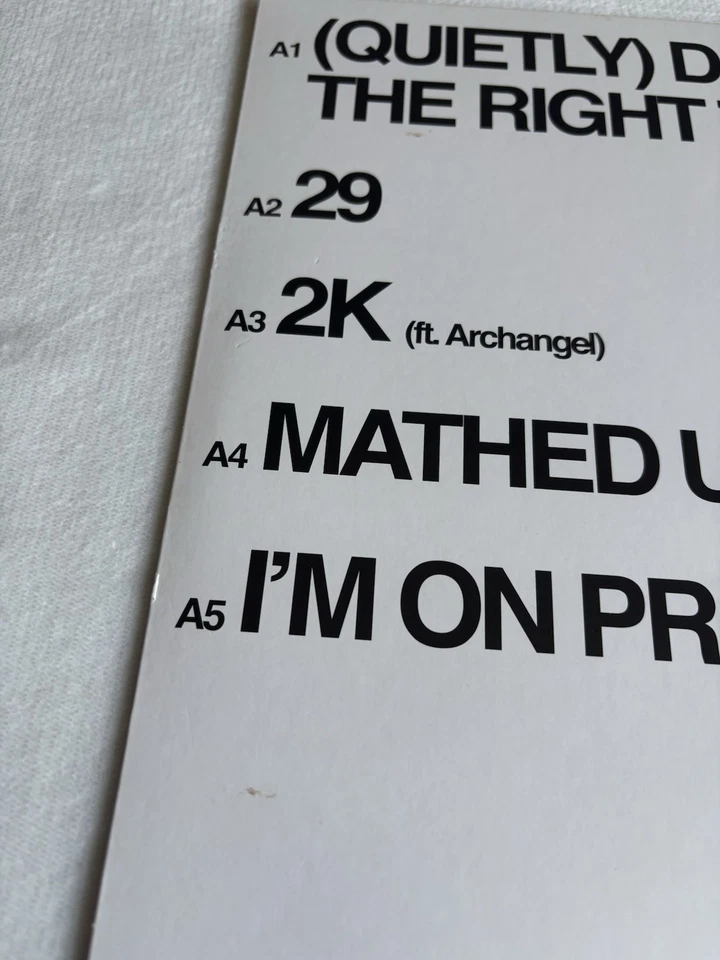 A1 (QUIETLY) D
THE RIGHT
A2 29
A3 2K (ft. Archangel)
A4 MATHED U
A5 I'M ON PR